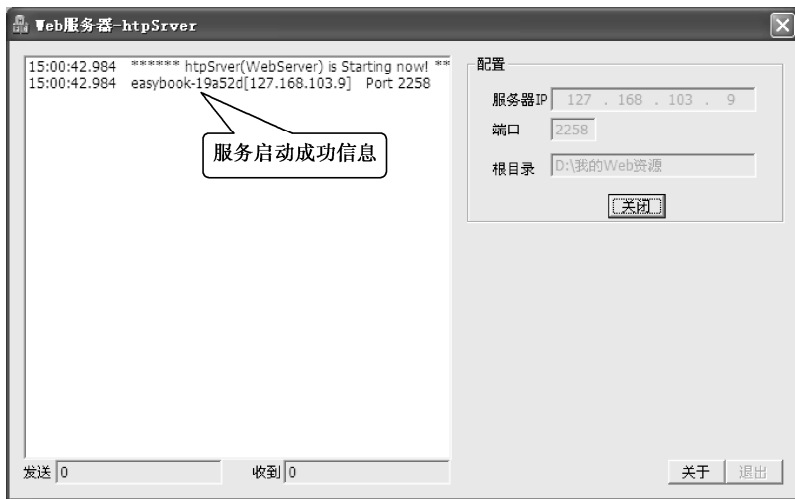 Web服务器-htpSrver
15:00:42.984 ****** htpSrver(WebServer) is Starting now! **
15:00:42.984 easybook-19a52d[127.168.103.9] Port 2258
服务启动成功信息
配置
服务器IP 127 . 168 . 103 . 9
端口 2258
根目录 D:\我的Web资源
关闭
发送 0 收到 0
关于 退出